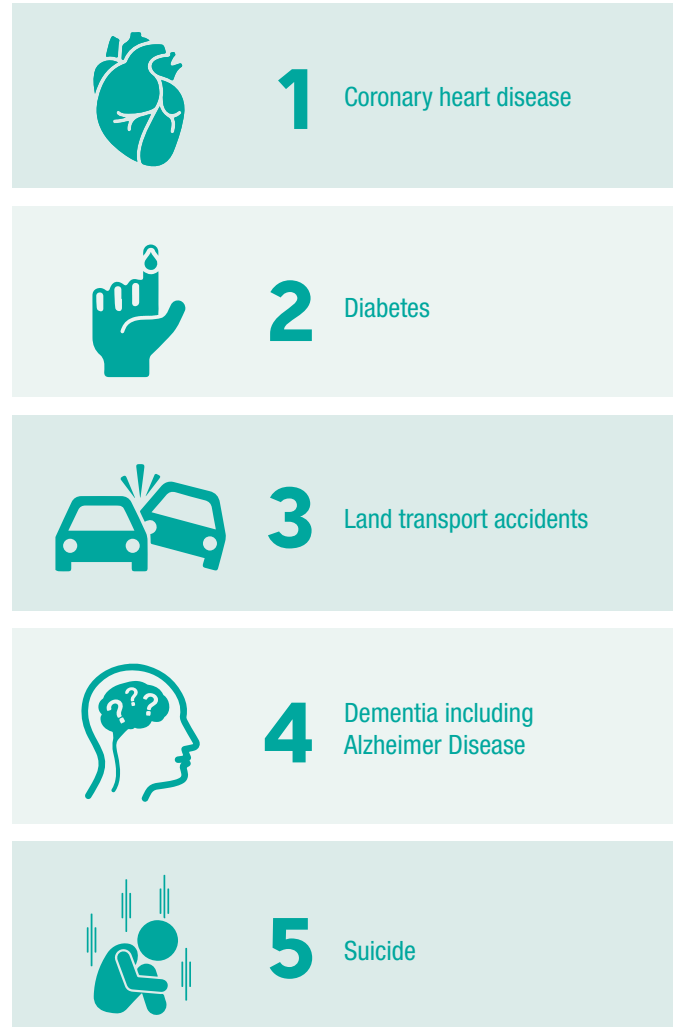 1
Coronary heart disease
2
Diabetes
3
Land transport accidents
4
Dementia including
Alzheimer Disease
5
Suicide
???